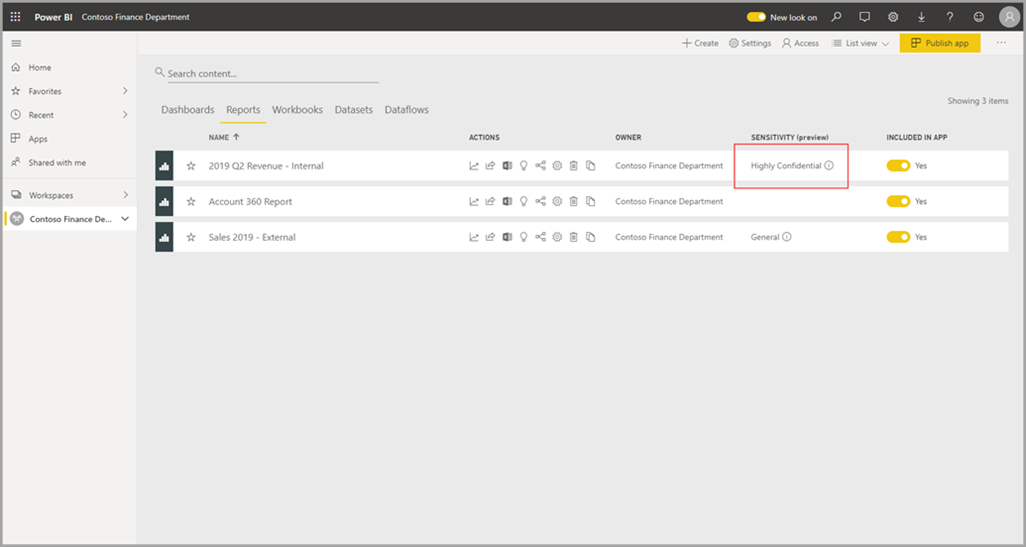 Power BI Contoso Finance Department New look on ?
Create Settings Access List view Publish app ...
Home
Favorites
Recent
Apps
Shared with me
Workspaces
Contoso Finance De...
Search content...
Showing 3 items
Dashboards Reports Workbooks Datasets Dataflows
NAME ACTIONS OWNER SENSITIVITY (preview) INCLUDED IN APP
2019 Q2 Revenue - Internal Contoso Finance Department Highly Confidential Yes
Account 360 Report Contoso Finance Department Yes
Sales 2019 - External Contoso Finance Department General Yes